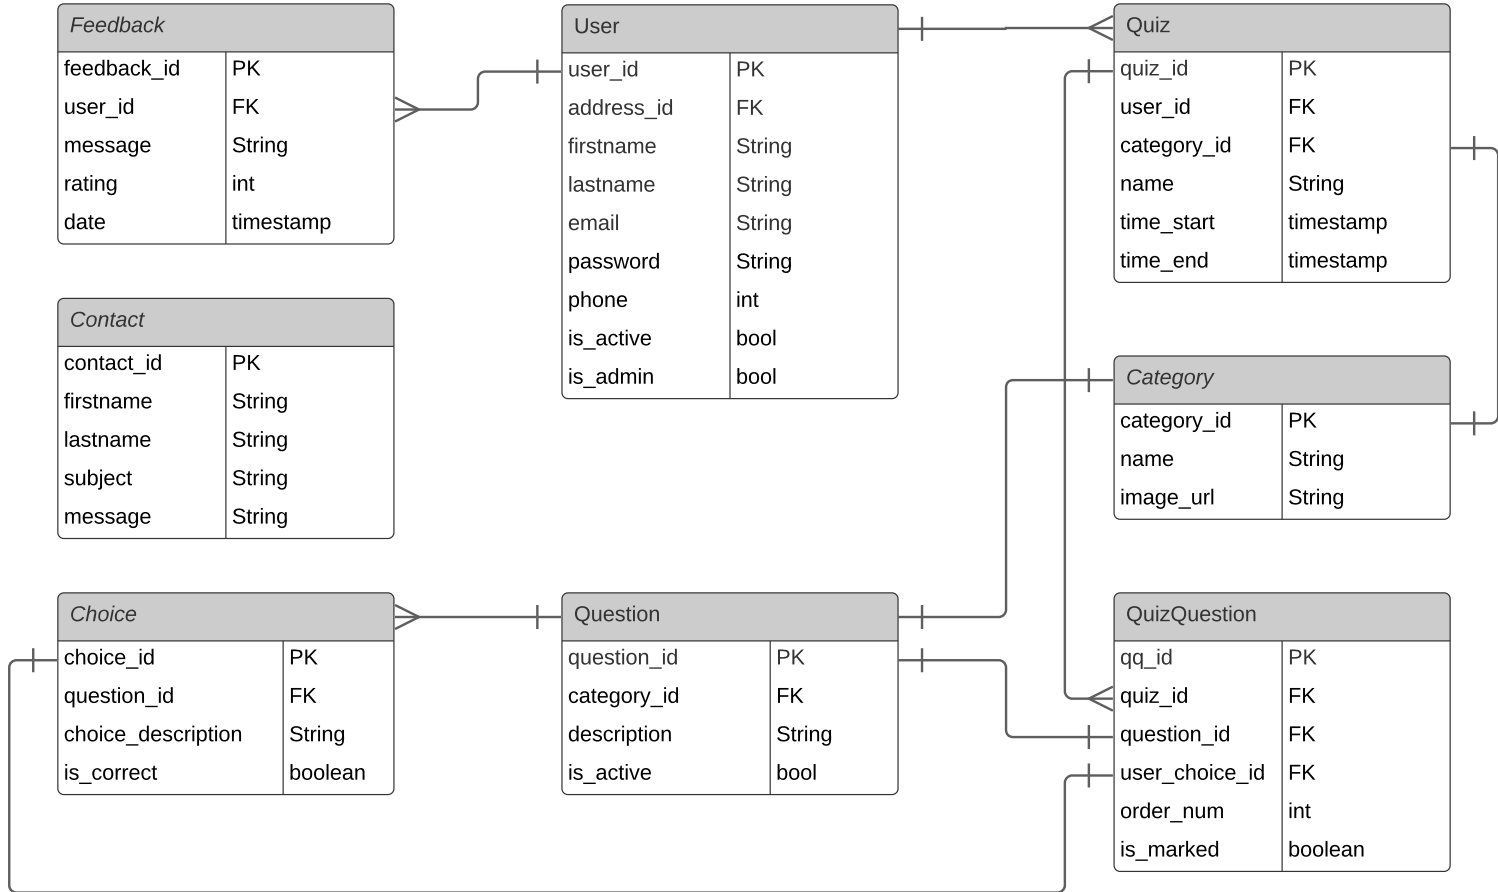 Feedback
feedback_id PK
user_id FK
message String
rating int
date timestamp
User
user_id PK
address_id FK
firstname String
lastname String
email String
password String
phone int
is_active bool
is_admin bool
Quiz
quiz_id PK
user_id FK
category_id FK
name String
time_start timestamp
time_end timestamp
Contact
contact_id PK
firstname String
lastname String
subject String
message String
Category
category_id PK
name String
image_url String
Choice
choice_id PK
question_id FK
choice_description String
is_correct boolean
Question
question_id PK
category_id FK
description String
is_active bool
QuizQuestion
qq_id PK
quiz_id FK
question_id FK
user_choice_id FK
order_num int
is_marked boolean